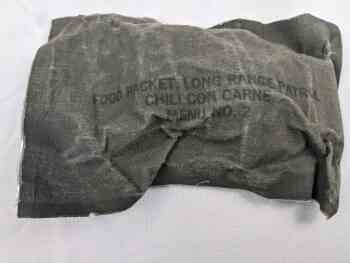 FOOD PACKET, LONG RANGE PATROL
CHILI CON CARNE
MENU NO. 2